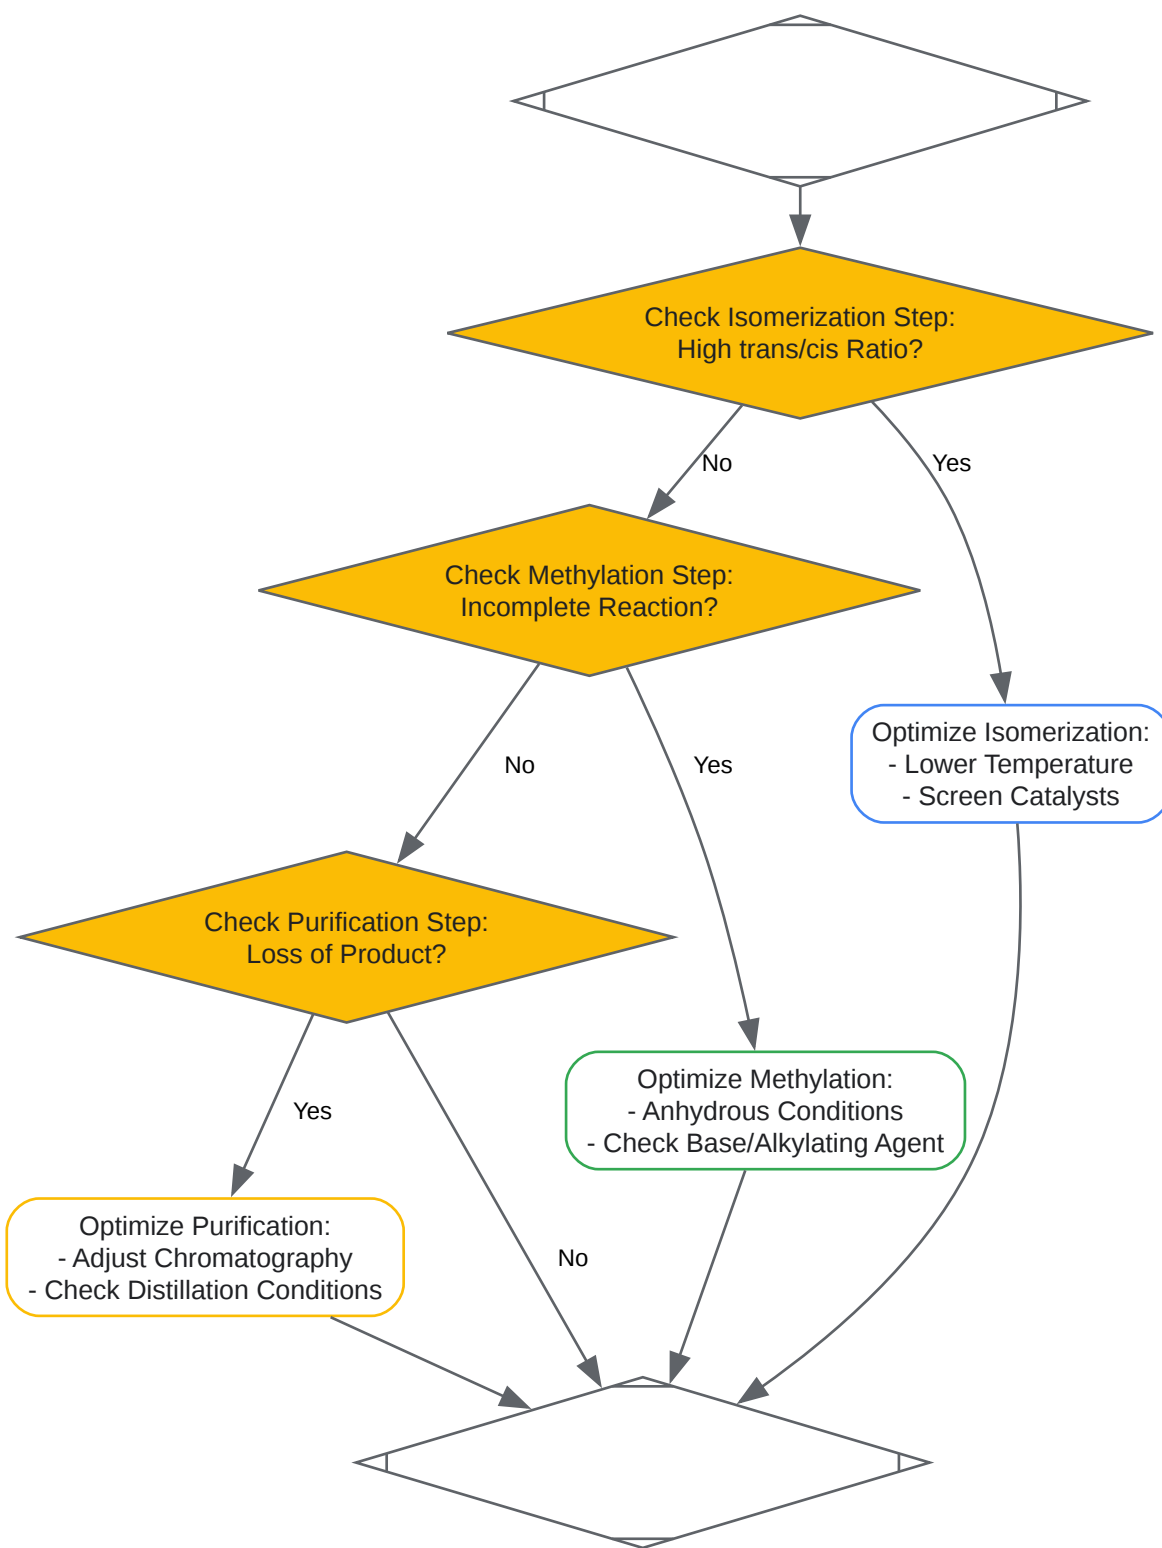 Check Isomerization Step:
High trans/cis Ratio?
No
Yes
Check Methylation Step:
Incomplete Reaction?
Optimize Isomerization:
- Lower Temperature
- Screen Catalysts
No
Yes
Check Purification Step:
Loss of Product?
Optimize Methylation:
- Anhydrous Conditions
- Check Base/Alkylating Agent
Yes
Optimize Purification:
- Adjust Chromatography
- Check Distillation Conditions
No